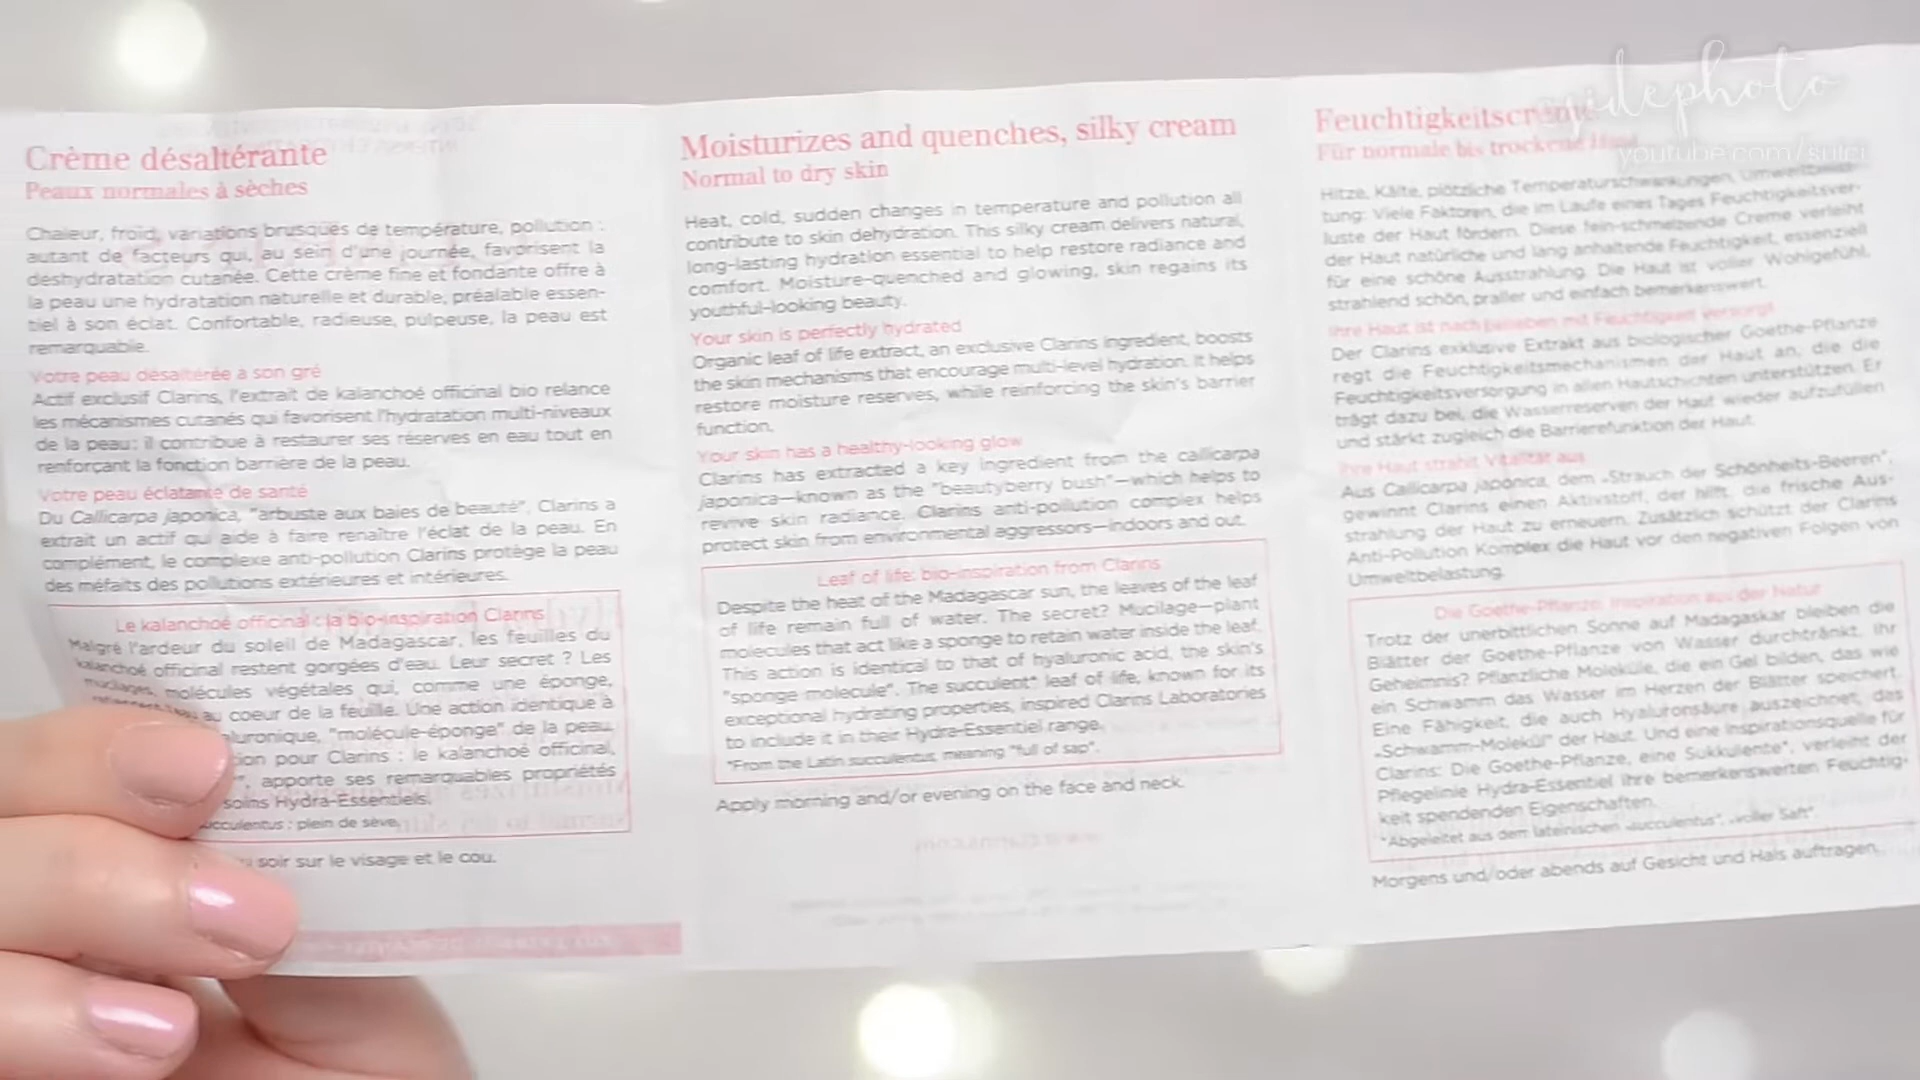 Crème désaltérante
Peaux normales à sèches
Chaleur, froid, variations brusques de température, pollution :
autant de facteurs qui, au sein d'une journée, favorisent la
déshydratation cutanée. Cette crème fine et fondante offre à
la peau une hydratation naturelle et durable, préalable essen-
tiel à son éclat. Confortable, radieuse, pulpeuse, la peau est
remarquable.
Votre peau désaltérée à son gré
Actif exclusif Clarins, l'extrait de kalanchoé officinal bio relance
les mécanismes cutanés qui favorisent l'hydratation multi-niveaux
de la peau : il contribue à restaurer ses réserves en eau tout en
renforçant la fonction barrière de la peau.
Votre peau éclatante de santé
Du Callicarpa japonica, "arbuste aux baies de beauté", Clarins a
extrait un actif qui aide à faire renaître l'éclat de la peau. En
complément, le complexe anti-pollution Clarins protège la peau
des méfaits des pollutions extérieures et intérieures.
Le kalanchoé officinal : la bio-inspiration Clarins
Malgré l'ardeur du soleil de Madagascar, les feuilles du
kalanchoé officinal restent gorgées d'eau. Leur secret ? Les
mucilages, molécules végétales qui, comme une éponge,
au coeur de la feuille. Une action identique à
"molécule-éponge" de la peau.
pour Clarins : le kalanchoé officinal,
", apporte ses remarquables propriétés
soins Hydra-Essentiels.
: plein de sève.
soir sur le visage et le cou.
Moisturizes and quenches, silky cream
Normal to dry skin
Heat, cold, sudden changes in temperature and pollution all
contribute to skin dehydration. This silky cream delivers natural,
long-lasting hydration essential to help restore radiance and
comfort. Moisture-quenched and glowing, skin regains its
youthful-looking beauty.
Your skin is perfectly hydrated
Organic leaf of life extract, an exclusive Clarins ingredient, boosts
the skin mechanisms that encourage multi-level hydration. It helps
restore moisture reserves, while reinforcing the skin's barrier
function.
Your skin has a healthy-looking glow
Clarins has extracted a key ingredient from the callicarpa
japonica—known as the "beautyberry bush"—which helps to
revive skin radiance. Clarins anti-pollution complex helps
protect skin from environmental aggressors—indoors and out.
Leaf of life: bio-inspiration from Clarins
Despite the heat of the Madagascar sun, the leaves of the leaf
of life remain full of water. The secret? Mucilage—plant
molecules that act like a sponge to retain water inside the leaf.
This action is identical to that of hyaluronic acid, the skin's
"sponge molecule". The succulent* leaf of life, known for its
exceptional hydrating properties, inspired Clarins Laboratories
to include it in their Hydra-Essentiel range.
*From the Latin succulentus, meaning "full of sap".
Apply morning and/or evening on the face and neck.
Feuchtigkeitscreme
Für normale bis trockene Haut
Hitze, Kälte, plötzliche Temperaturschwankungen, Umweltbelas-
tung: Viele Faktoren, die im Laufe eines Tages Feuchtigkeitsver-
luste der Haut fördern. Diese fein-schmelzende Creme verleiht
der Haut natürliche und lang anhaltende Feuchtigkeit, essenziell
für eine schöne Ausstrahlung. Die Haut ist voller Wohlgefühl,
strahlend schön, praller und einfach bemerkenswert.
Ihre Haut ist nach Belieben mit Feuchtigkeit versorgt
Der Clarins exklusive Extrakt aus biologischer Goethe-Pflanze
regt die Feuchtigkeitsmechanismen der Haut an, die die
Feuchtigkeitsversorgung in allen Hautschichten unterstützen. Er
trägt dazu bei, die Wasserreserven der Haut wieder aufzufüllen
und stärkt zugleich die Barrierefunktion der Haut.
Ihre Haut strahlt Vitalität aus
Aus Callicarpa japonica, dem „Strauch der Schönheits-Beeren",
gewinnt Clarins einen Aktivstoff, der hilft, die frische Aus-
strahlung der Haut zu erneuern. Zusätzlich schützt der Clarins
Anti-Pollution Komplex die Haut vor den negativen Folgen von
Umweltbelastung.
Die Goethe-Pflanze: Inspiration aus der Natur
Trotz der unerbittlichen Sonne auf Madagaskar bleiben die
Blätter der Goethe-Pflanze von Wasser durchtränkt. Ihr
Geheimnis? Pflanzliche Moleküle, die ein Gel bilden, das wie
ein Schwamm das Wasser im Herzen der Blätter speichert.
Eine Fähigkeit, die auch Hyaluronsäure auszeichnet, das
„Schwamm-Molekül" der Haut. Und eine Inspirationsquelle für
Clarins: Die Goethe-Pflanze, eine Sukkulente*, verleiht der
Pflegelinie Hydra-Essentiel ihre bemerkenswerten Feuchtig-
keit spendenden Eigenschaften.
*Abgeleitet aus dem lateinischen „succulentus", „voller Saft".
Morgens und/oder abends auf Gesicht und Hals auftragen.